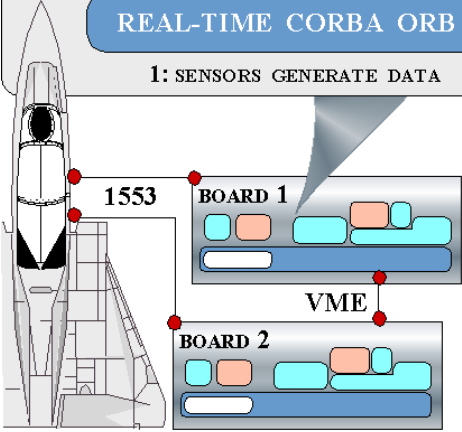 REAL-TIME CORBA ORB
1: SENSORS GENERATE DATA
1553
BOARD 1
VME
BOARD 2